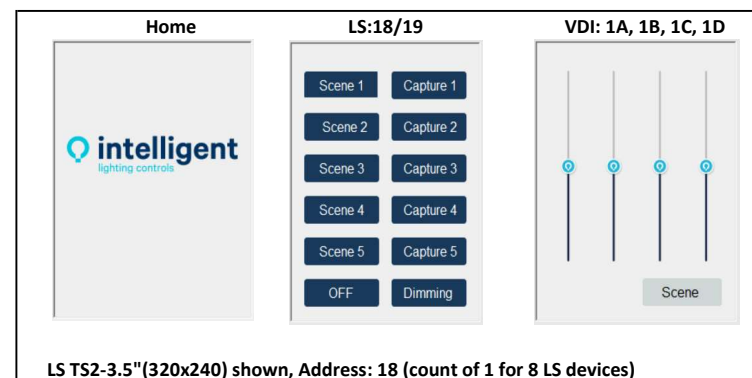 Home LS:18/19 VDI: 1A, 1B, 1C, 1D
intelligent
lighting controls
Scene 1 Capture 1
Scene 2 Capture 2
Scene 3 Capture 3
Scene 4 Capture 4
Scene 5 Capture 5
OFF Dimming
Scene
LS TS2-3.5"(320x240) shown, Address: 18 (count of 1 for 8 LS devices)